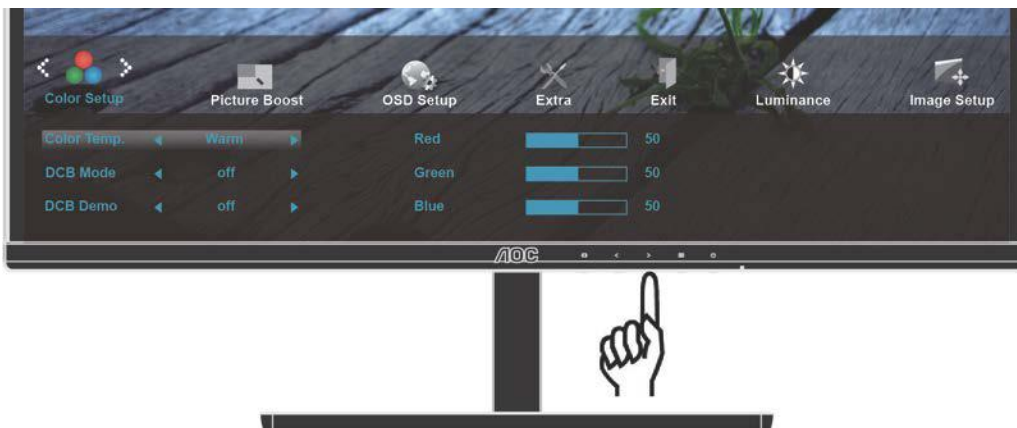 Color Setup Picture Boost OSD Setup Extra Exit Luminance Image Setup
Color Temp. Warm Red 50
DCB Mode off Green 50
DCB Demo off Blue 50
AOC